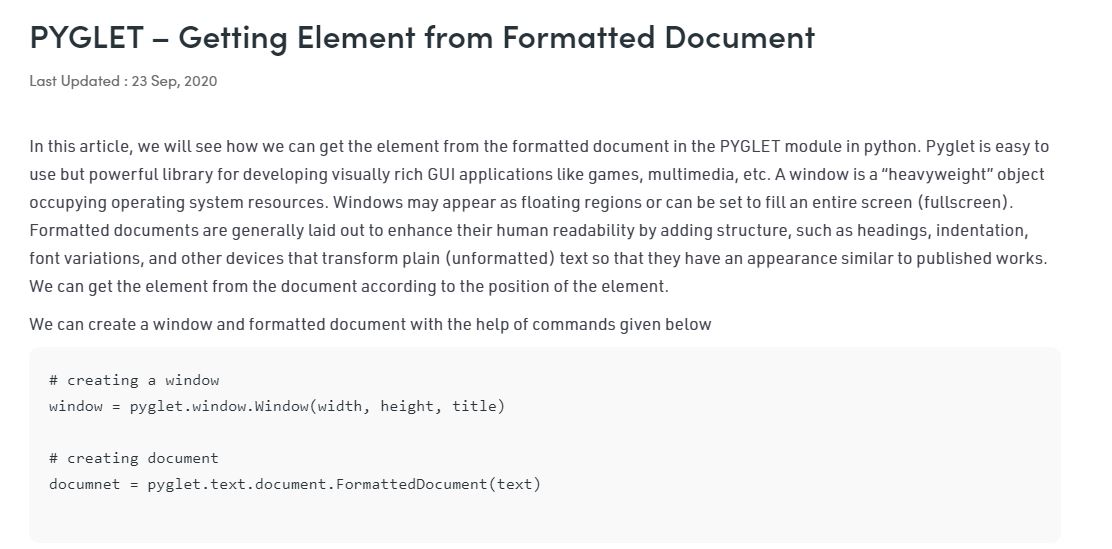 PYGLET – Getting Element from Formatted Document
Last Updated : 23 Sep, 2020
In this article, we will see how we can get the element from the formatted document in the PYGLET module in python. Pyglet is easy to
use but powerful library for developing visually rich GUI applications like games, multimedia, etc. A window is a "heavyweight" object
occupying operating system resources. Windows may appear as floating regions or can be set to fill an entire screen (fullscreen).
Formatted documents are generally laid out to enhance their human readability by adding structure, such as headings, indentation,
font variations, and other devices that transform plain (unformatted) text so that they have an appearance similar to published works.
We can get the element from the document according to the position of the element.
We can create a window and formatted document with the help of commands given below
# creating a window
window = pyglet.window.Window(width, height, title)
# creating document
documnet = pyglet.text.document.FormattedDocument(text)